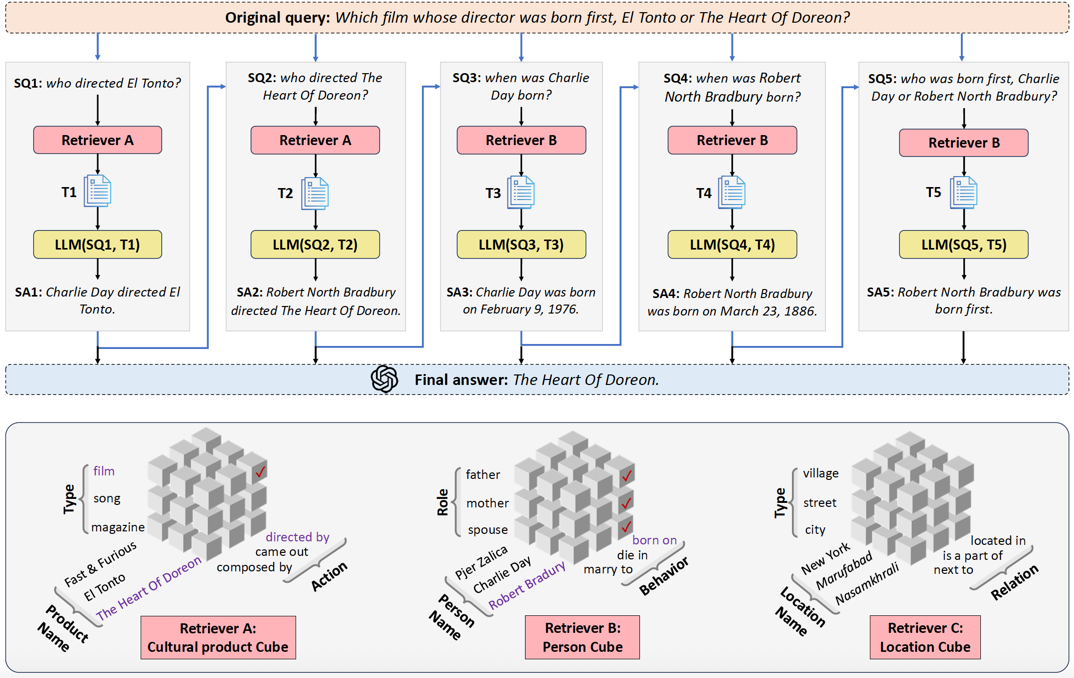 Original query: Which film whose director was born first, El Tonto or The Heart Of Doreon?
SQ1: who directed El Tonto?
Retriever A
T1
LLM(SQ1, T1)
SA1: Charlie Day directed El
Tonto.
SQ2: who directed The
Heart Of Doreon?
Retriever A
T2
LLM(SQ2, T2)
SA2: Robert North Bradbury
directed The Heart Of Doreon.
SQ3: when was Charlie
Day born?
Retriever B
T3
LLM(SQ3, T3)
SA3: Charlie Day was born
on February 9, 1976.
SQ4: when was Robert
North Bradbury born?
Retriever B
T4
LLM(SQ4, T4)
SA4: Robert North Bradbury
was born on March 23, 1886.
SQ5: who was born first, Charlie
Day or Robert North Bradbury?
Retriever B
T5
LLM(SQ5, T5)
SA5: Robert North Bradbury was
born first.
Final answer: The Heart Of Doreon.
Type
film
song
magazine
Fast & Furious
El Tonto
The Heart Of Doreon
Product
Name
directed by
came out
composed by
Action
Retriever A:
Cultural product Cube
Role
father
mother
spouse
Pjer Zalica
Charlie Day
Robert Bradury
Person
Name
born on
die in
marry to
Behavior
Retriever B:
Person Cube
Type
village
street
city
New York
Marufabad
Nasamkhrali
Location
Name
located in
is a part of
next to
Relation
Retriever C:
Location Cube